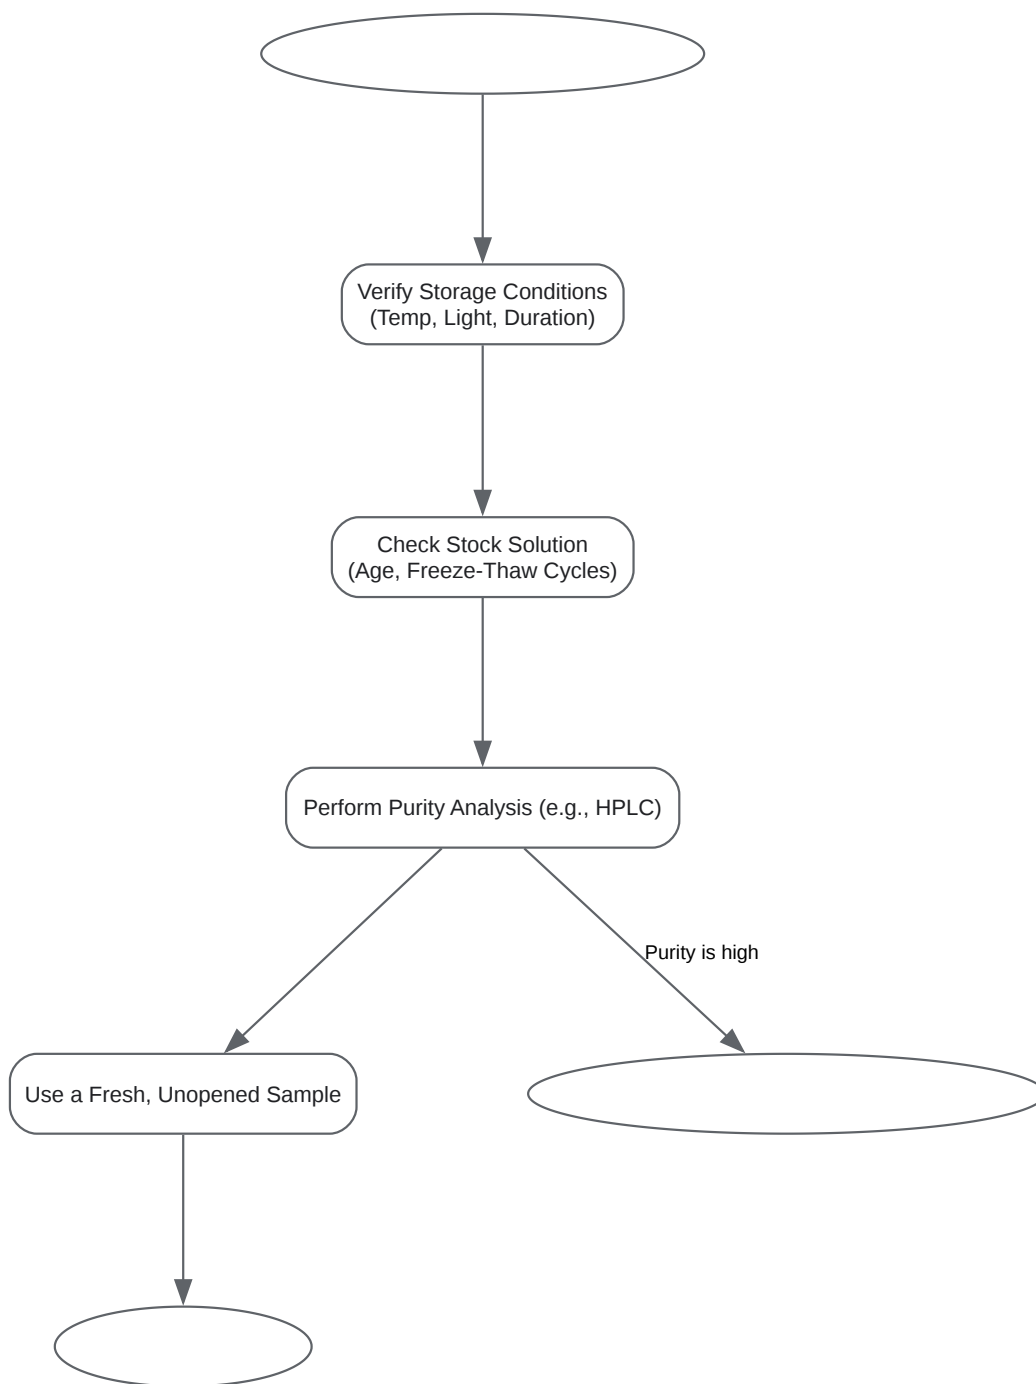 Verify Storage Conditions
(Temp, Light, Duration)
Check Stock Solution
(Age, Freeze-Thaw Cycles)
Perform Purity Analysis (e.g., HPLC)
Purity is high
Use a Fresh, Unopened Sample